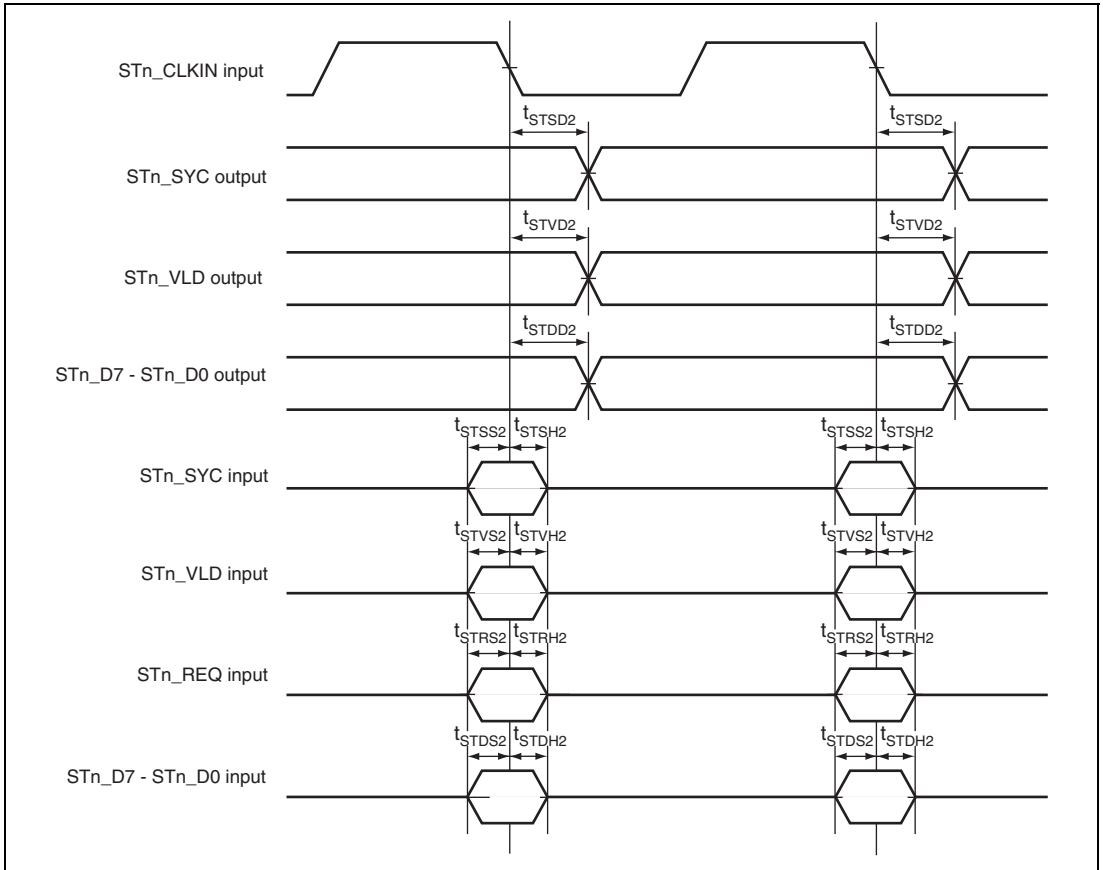 STn_CLKIN input
tSTSD2 tSTSD2
STn_SYC output
tSTVD2 tSTVD2
STn_VLD output
tSTDD2 tSTDD2
STn_D7 - STn_D0 output
tSTSS2 tSTSH2 tSTSS2 tSTSH2
STn_SYC input
tSTVS2 tSTVH2 tSTVS2 tSTVH2
STn_VLD input
tSTRS2 tSTRH2 tSTRS2 tSTRH2
STn_REQ input
tSTDS2 tSTDH2 tSTDS2 tSTDH2
STn_D7 - STn_D0 input